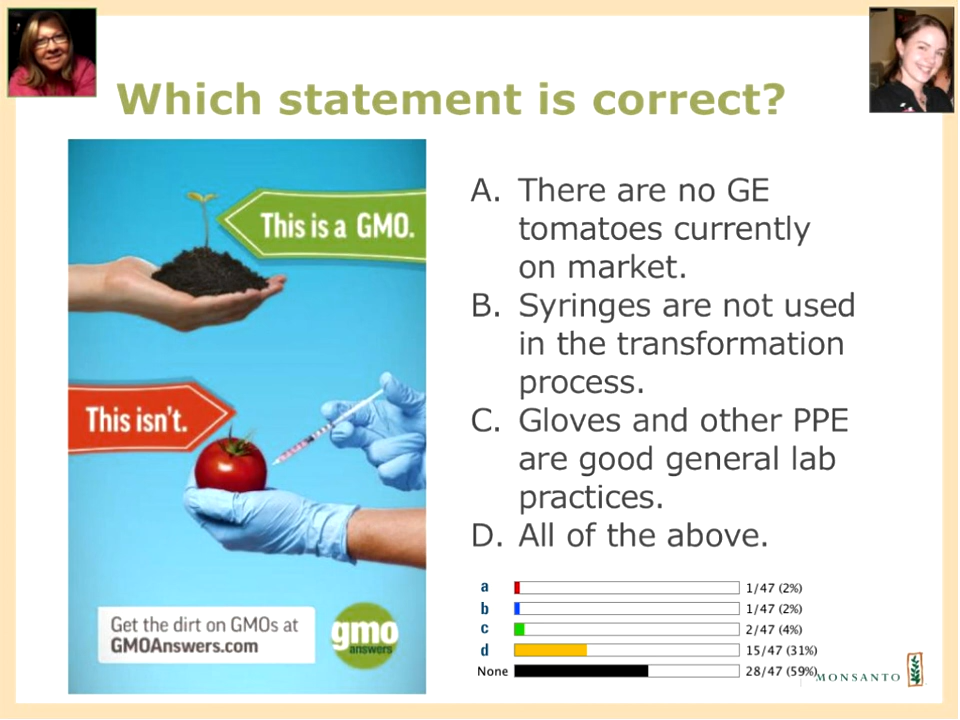 Which statement is correct?
This is a GMO.
This isn't.
Get the dirt on GMOs at
GMOAnswers.com
gmo
answers
A. There are no GE
tomatoes currently
on market.
B. Syringes are not used
in the transformation
process.
C. Gloves and other PPE
are good general lab
practices.
D. All of the above.
a 1/47 (2%)
b 1/47 (2%)
c 2/47 (4%)
d 15/47 (31%)
None 28/47 (59%)
MONSANTO